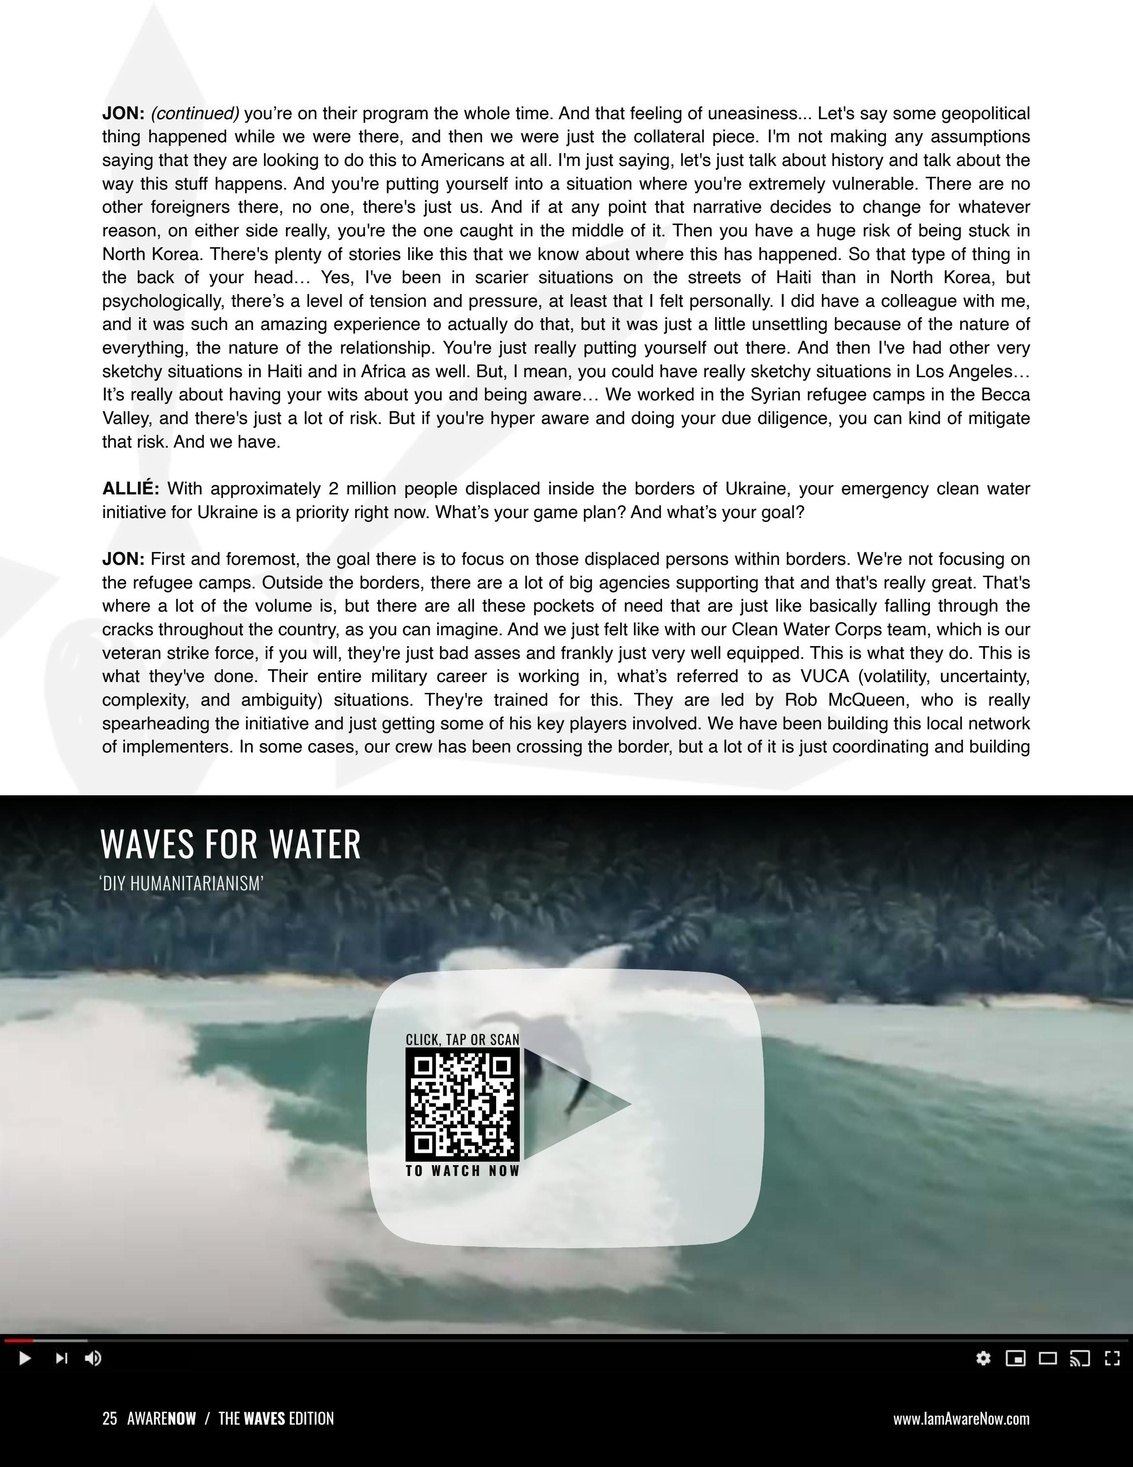 JON: (continued) you’re on their program the whole time. And that feeling of uneasiness... Let's say some geopolitical
thing happened while we were there, and then we were just the collateral piece. I'm not making any assumptions
saying that they are looking to do this to Americans at all. I'm just saying, let's just talk about history and talk about the
way this stuff happens. And you're putting yourself into a situation where you're extremely vulnerable. There are no
other foreigners there, no one, there's just us. And if at any point that narrative decides to change for whatever
reason, on either side really, you're the one caught in the middle of it. Then you have a huge risk of being stuck in
North Korea. There's plenty of stories like this that we know about where this has happened. So that type of thing in
the back of your head… Yes, I've been in scarier situations on the streets of Haiti than in North Korea, but
psychologically, there’s a level of tension and pressure, at least that I felt personally. I did have a colleague with me,
and it was such an amazing experience to actually do that, but it was just a little unsettling because of the nature of
everything, the nature of the relationship. You're just really putting yourself out there. And then I've had other very
sketchy situations in Haiti and in Africa as well. But, I mean, you could have really sketchy situations in Los Angeles…
It’s really about having your wits about you and being aware… We worked in the Syrian refugee camps in the Becca
Valley, and there's just a lot of risk. But if you're hyper aware and doing your due diligence, you can kind of mitigate
that risk. And we have.
ALLIÉ: With approximately 2 million people displaced inside the borders of Ukraine, your emergency clean water
initiative for Ukraine is a priority right now. What’s your game plan? And what’s your goal?
JON: First and foremost, the goal there is to focus on those displaced persons within borders. We're not focusing on
the refugee camps. Outside the borders, there are a lot of big agencies supporting that and that's really great. That's
where a lot of the volume is, but there are all these pockets of need that are just like basically falling through the
cracks throughout the country, as you can imagine. And we just felt like with our Clean Water Corps team, which is our
veteran strike force, if you will, they're just bad asses and frankly just very well equipped. This is what they do. This is
what they've done. Their entire military career is working in, what’s referred to as VUCA (volatility, uncertainty,
complexity, and ambiguity) situations. They're trained for this. They are led by Rob McQueen, who is really
spearheading the initiative and just getting some of his key players involved. We have been building this local network
of implementers. In some cases, our crew has been crossing the border, but a lot of it is just coordinating and building
WAVES FOR WATER
‘DIY HUMANITARIANISM’
CLICK, TAP OR SCAN
TO WATCH NOW
25 AWARENOW / THE WAVES EDITION
www.IamAwareNow.com